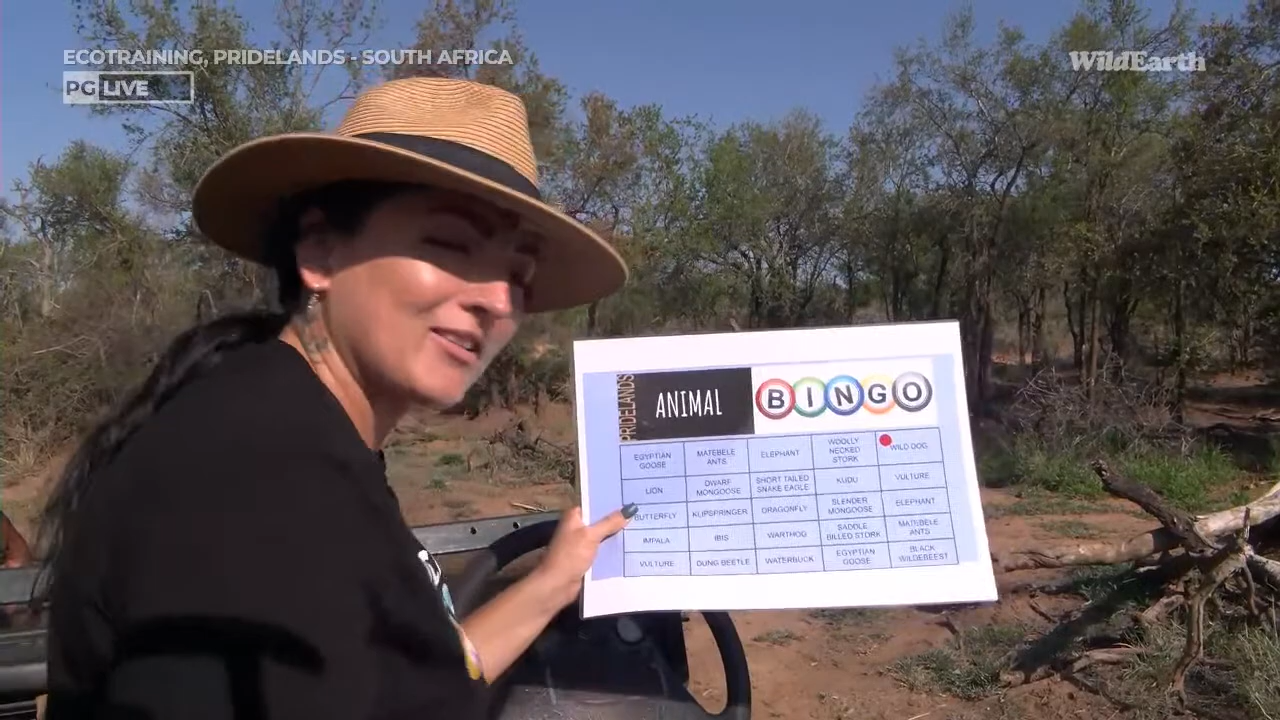 ECOTRAINING, PRIDELANDS - SOUTH AFRICA
PG LIVE
WildEarth
PRIDELANDS
ANIMAL
BINGO
EGYPTIAN GOOSE
MATEBELE ANTS
ELEPHANT
WOOLLY NECKED STORK
WILD DOG
LION
DWARF MONGOOSE
SHORT TAILED SNAKE EAGLE
KUDU
VULTURE
BUTTERFLY
KLIPSPRINGER
DRAGONFLY
SLENDER MONGOOSE
ELEPHANT
IMPALA
IBIS
WARTHOG
SADDLE BILLED STORK
MATEBELE ANTS
VULTURE
DUNG BEETLE
WATERBUCK
EGYPTIAN GOOSE
BLACK WILDEBEEST